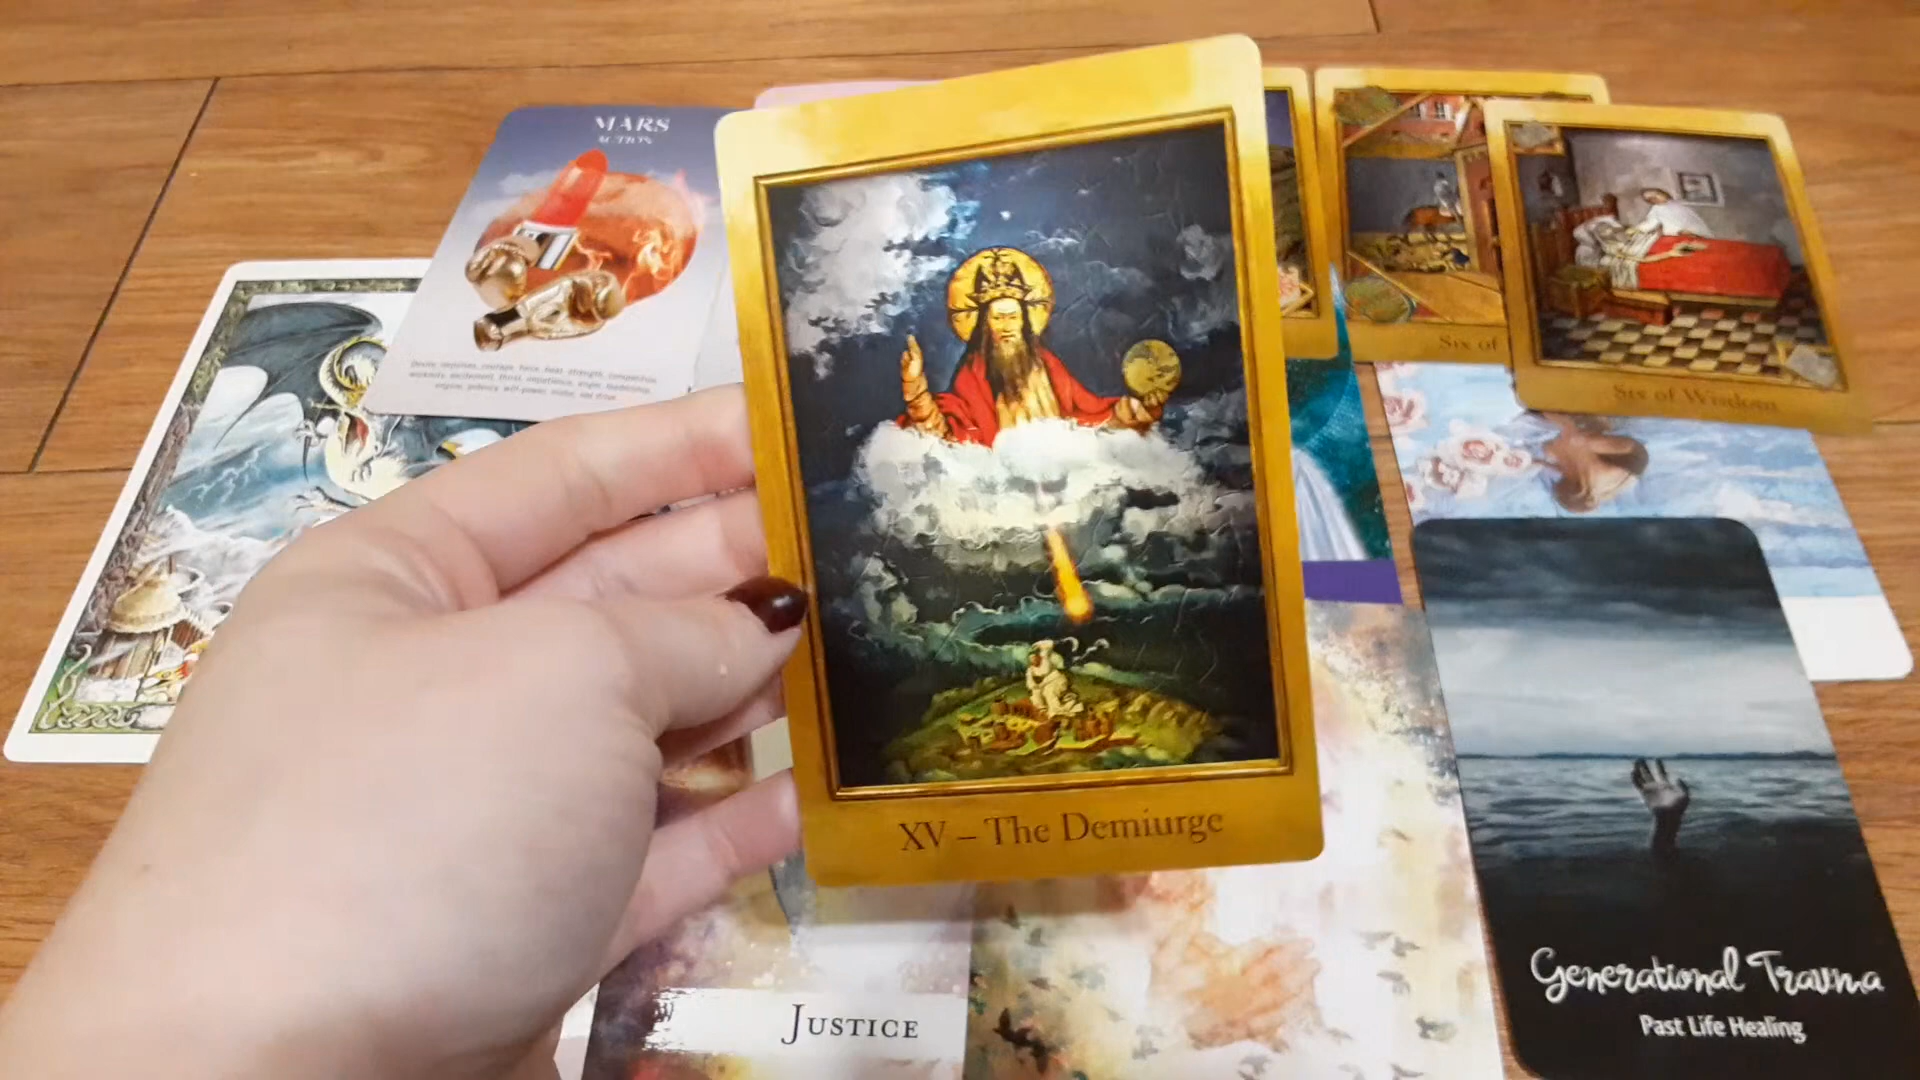 MARS
ACTION
Six of
Six of Wisdom
XV – The Demiurge
Generational Trauma
Past Life Healing
JUSTICE